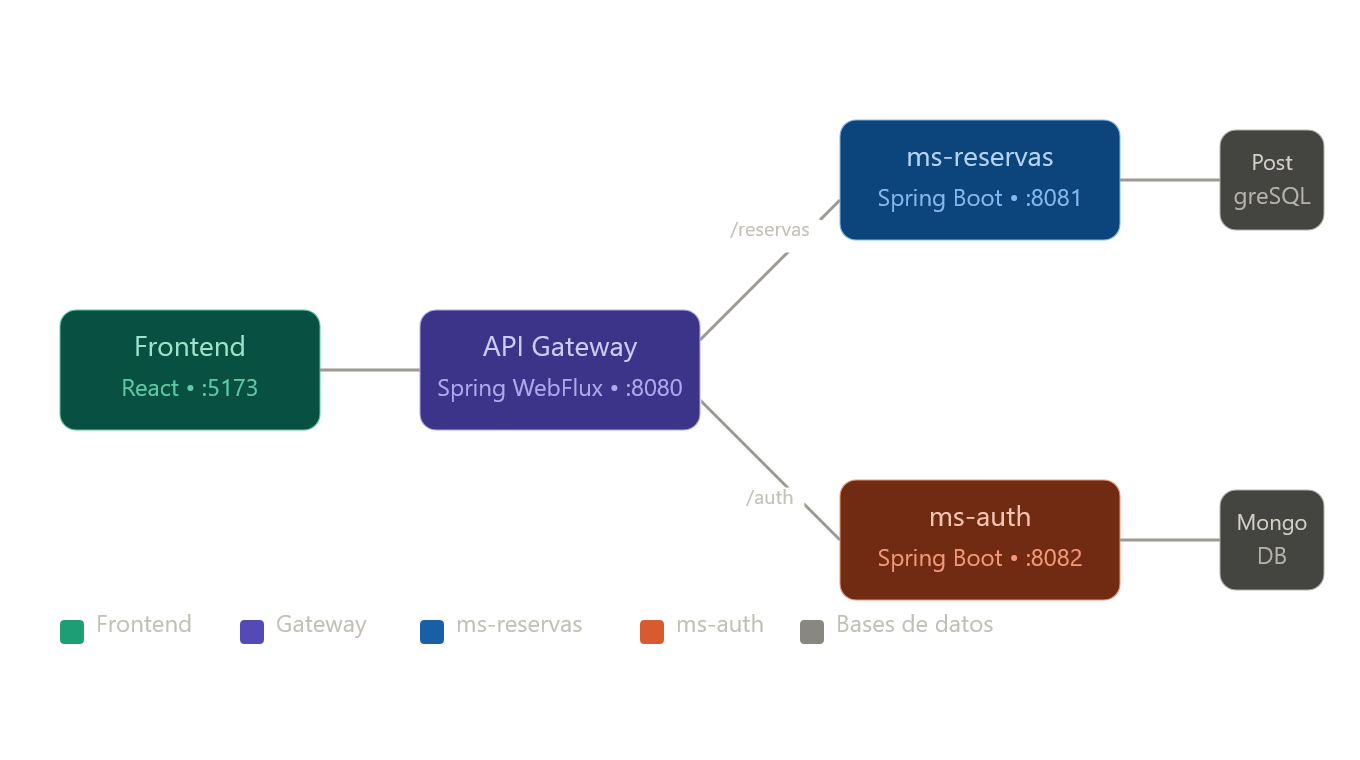 ms-reservas
Spring Boot • :8081
Post
greSQL
/reservas
Frontend
React • :5173
API Gateway
Spring WebFlux • :8080
/auth
ms-auth
Spring Boot • :8082
Mongo
DB
Frontend
Gateway
ms-reservas
ms-auth
Bases de datos